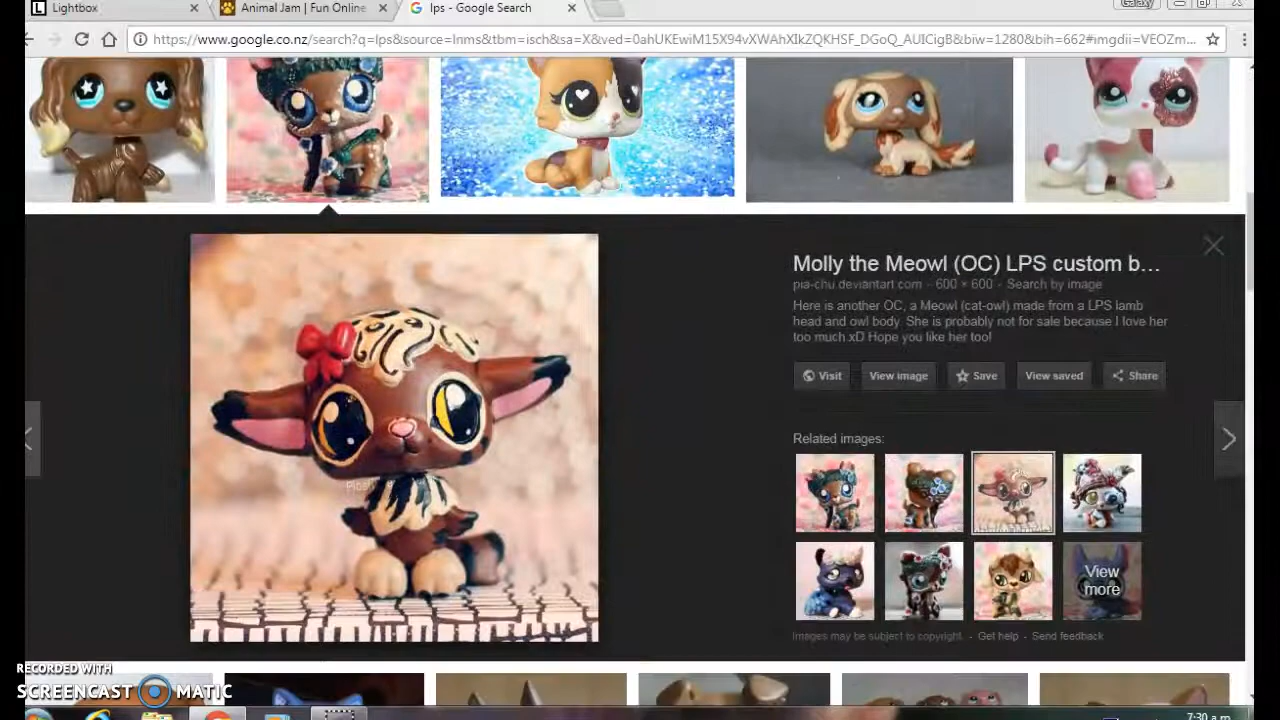 Lightbox
Animal Jam | Fun Online
lps - Google Search
Galaxy
https://www.google.co.nz/search?q=lps&source=lnms&tbm=isch&sa=X&ved=0ahUKEwiM15X94vXVAhXIkZQKHSF_DGoQ_AUICigB&biw=1280&bih=662#imgdii=VEOZm...
Molly the Meowl (OC) LPS custom b...
pia-chu.deviantart.com - 600 × 600 - Search by image
Here is another OC, a Meowl (cat-owl) made from a LPS lamb
head and owl body. She is probably not for sale because I love her
too much xD Hope you like her too!
Visit
View image
Save
View saved
Share
Related images:
View
more
Images may be subject to copyright. - Get help - Send feedback
RECORDED WITH
SCREENCAST MATIC
7:30 a.m.